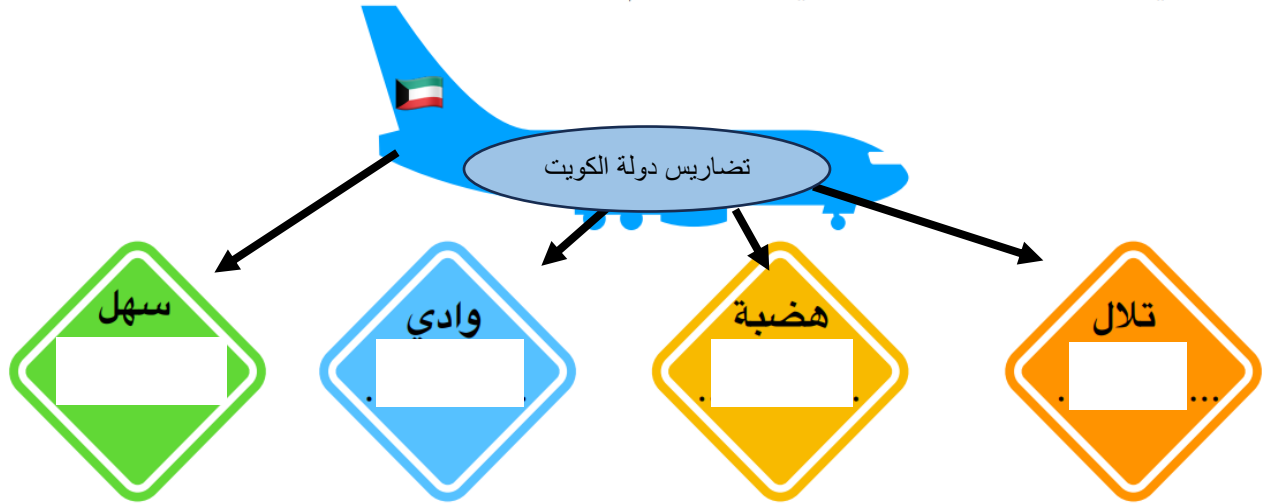 تضاريس دولة الكويت
تلال
هضبة
وادي
سهل